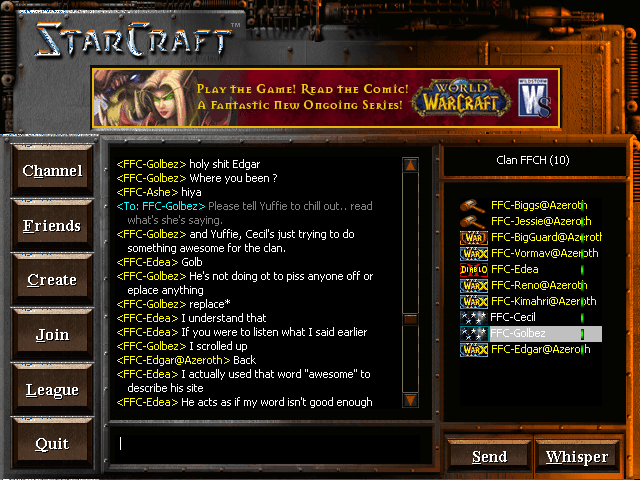 STARCRAFT™
PLAY THE GAME! READ THE COMIC!
A FANTASTIC NEW ONGOING SERIES!
WORLD OF WARCRAFT
WILDSTORM
WS
Channel
Friends
Create
Join
League
Quit
<FFC-Golbez> holy shit Edgar
<FFC-Golbez> Where you been ?
<FFC-Ashe> hiya
<To: FFC-Golbez> Please tell Yuffie to chill out.. read
what's she's saying.
<FFC-Golbez> and Yuffie, Cecil's just trying to do
something awesome for the clan.
<FFC-Edea> Golb
<FFC-Golbez> He's not doing ot to piss anyone off or
eplace anything
<FFC-Golbez> replace*
<FFC-Edea> I understand that
<FFC-Edea> If you were to listen what I said earlier
<FFC-Golbez> I scrolled up
<FFC-Edgar@Azeroth> Back
<FFC-Edea> I actually used that word "awesome" to
describe his site
<FFC-Edea> He acts as if my word isn't good enough
Clan FFCH (10)
FFC-Biggs@Azeroth
FFC-Jessie@Azeroth
WAR FFC-BigGuard@Azeroth
WARX FFC-Vormav@Azeroth
DIABLO FFC-Edea
WARX FFC-Reno@Azeroth
WARX FFC-Kimahri@Azeroth
FFC-Cecil
FFC-Golbez
WARX FFC-Edgar@Azeroth
Send
Whisper